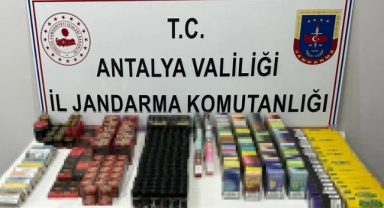 T.C.
ANTALYA VALİLİĞİ
İL JANDARMA KOMUTANLIĞI